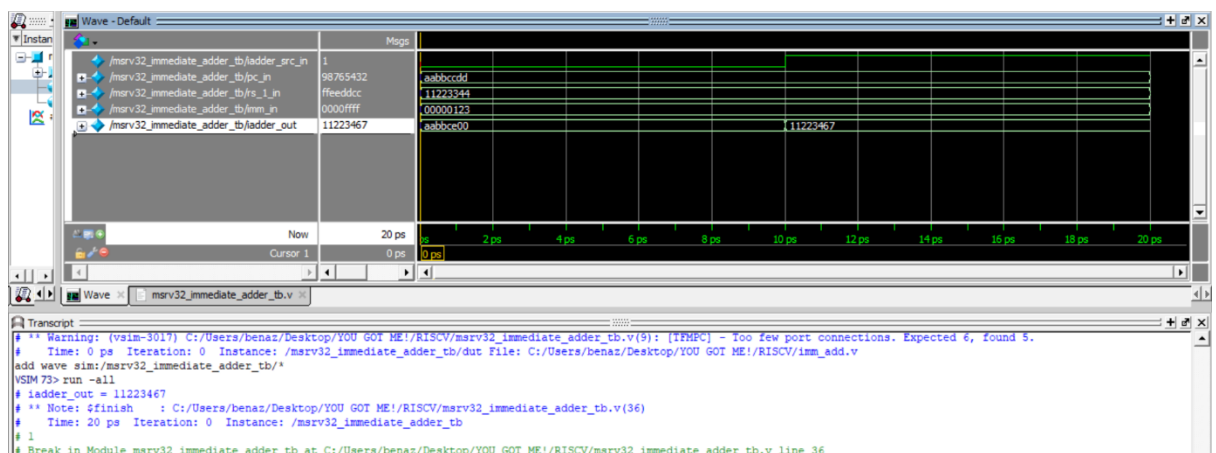 Wave - Default
Instan
Msgs
/msrv32_immediate_adder_tb/iadder_src_in 1
/msrv32_immediate_adder_tb/pc_in 98765432 aabbccdd
/msrv32_immediate_adder_tb/rs_1_in ffeeddcc 11223344
/msrv32_immediate_adder_tb/imm_in 0000ffff 00000123
/msrv32_immediate_adder_tb/iadder_out 11223467 aabbce00 11223467
Now 20 ps ps 2 ps 4 ps 6 ps 8 ps 10 ps 12 ps 14 ps 16 ps 18 ps 20 ps
Cursor 1 0 ps 0 ps
Wave msrv32_immediate_adder_tb.v
Transcript
# ** Warning: (vsim-3017) C:/Users/benaz/Desktop/YOU GOT ME!/RISCV/msrv32_immediate_adder_tb.v(9): [TFMPC] - Too few port connections. Expected 6, found 5.
# Time: 0 ps Iteration: 0 Instance: /msrv32_immediate_adder_tb/dut File: C:/Users/benaz/Desktop/YOU GOT ME!/RISCV/imm_add.v
add wave sim:/msrv32_immediate_adder_tb/*
VSIM 73> run -all
# iadder_out = 11223467
# ** Note: $finish : C:/Users/benaz/Desktop/YOU GOT ME!/RISCV/msrv32_immediate_adder_tb.v(36)
# Time: 20 ps Iteration: 0 Instance: /msrv32_immediate_adder_tb
# 1
# Break in Module msrv32_immediate_adder_tb at C:/Users/benaz/Desktop/YOU GOT ME!/RISCV/msrv32_immediate_adder_tb.v line 36